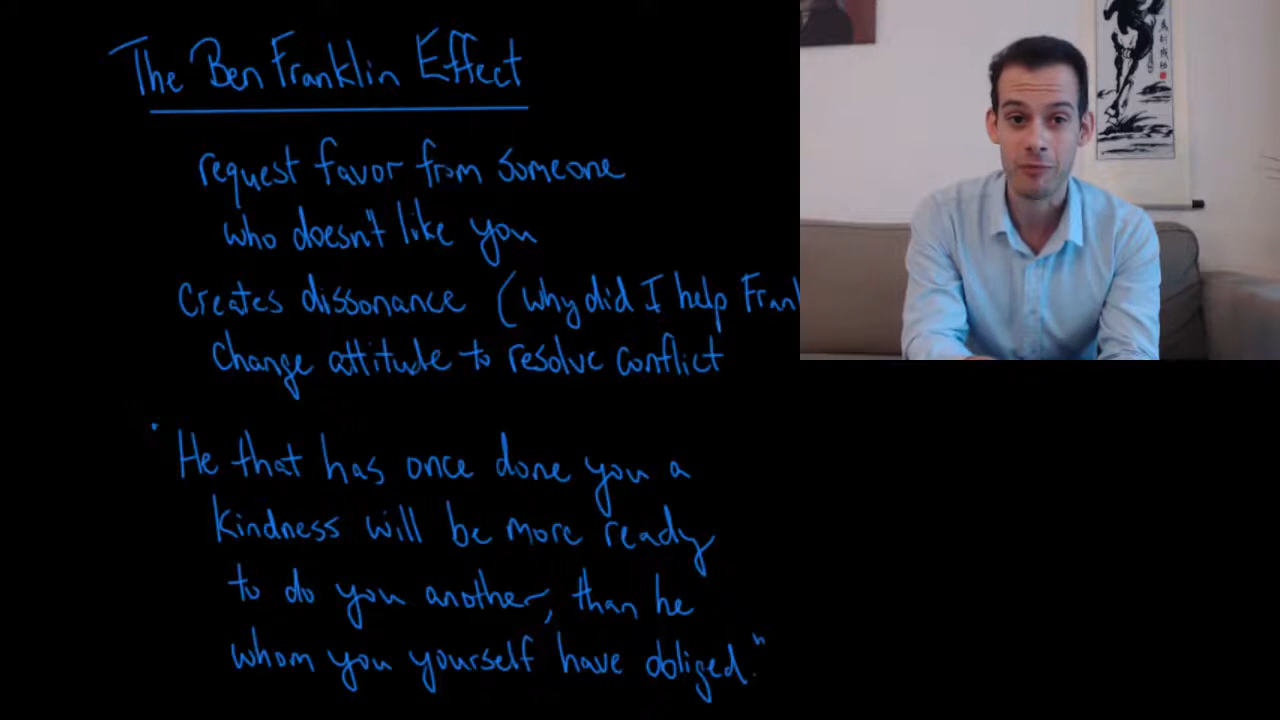 The Ben Franklin Effect
request favor from someone
who doesn't like you
Creates dissonance (why did I help
change attitude to resolve conflict
"He that has once done you a
kindness will be more ready
to do you another, than he
whom you yourself have obliged."